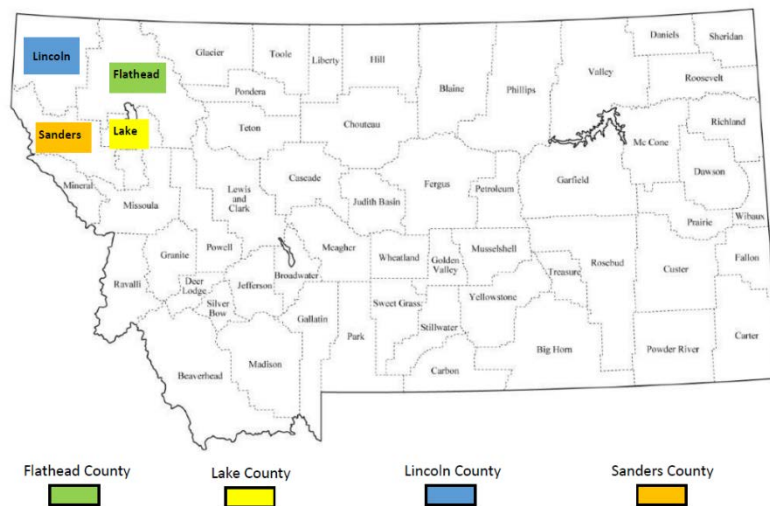 Lincoln
Flathead
Sanders
Lake
Glacier
Toole
Liberty
Hill
Blaine
Phillips
Valley
Daniels
Sheridan
Roosevelt
Pondera
Teton
Chouteau
Richland
Mc Cone
Dawson
Mineral
Missoula
Lewis
and
Clark
Cascade
Judith Basin
Fergus
Petroleum
Garfield
Prairie
Wibaux
Powell
Granite
Ravalli
Deer
Lodge
Silver
Bow
Jefferson
Broadwater
Meagher
Wheatland
Golden
Valley
Musselshell
Treasure
Rosebud
Custer
Fallon
Gallatin
Park
Sweet Grass
Stillwater
Yellowstone
Big Horn
Powder River
Carter
Carbon
Madison
Beaverhead
Flathead County
Lake County
Lincoln County
Sanders County